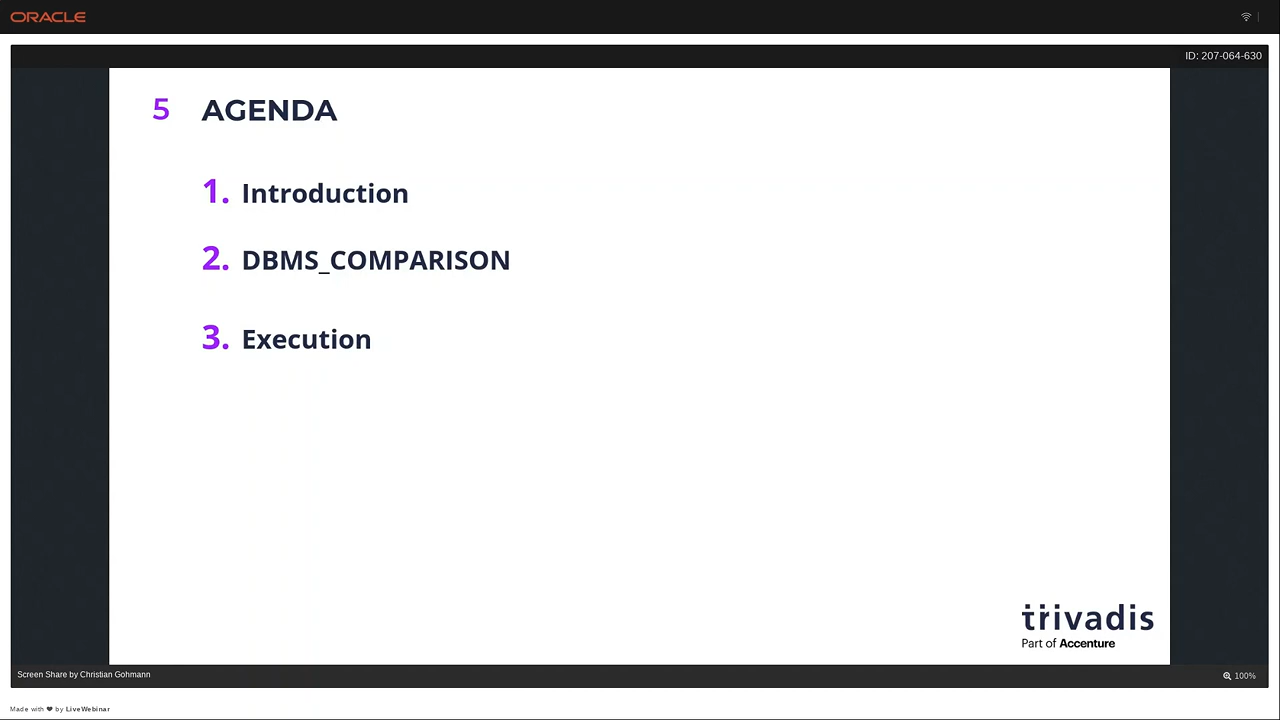 ORACLE
ID: 207-064-630
5 AGENDA
1. Introduction
2. DBMS_COMPARISON
3. Execution
trivadis
Part of Accenture
Screen Share by Christian Gohmann
100%
Made with ❤ by LiveWebinar